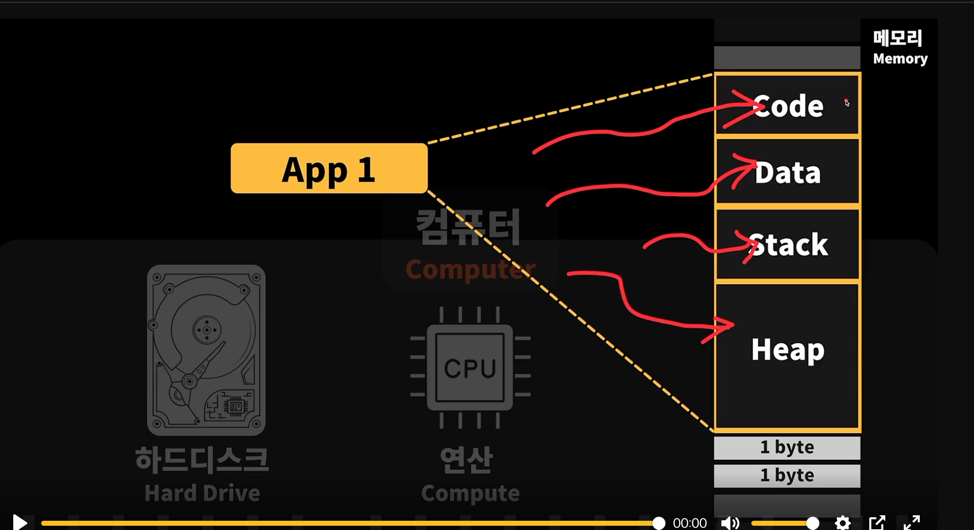 메모리
Memory
Code
App 1
Data
컴퓨터
Stack
Computer
Heap
CPU
1 byte
하드디스크
연산
1 byte
Hard Drive
Compute
00:00